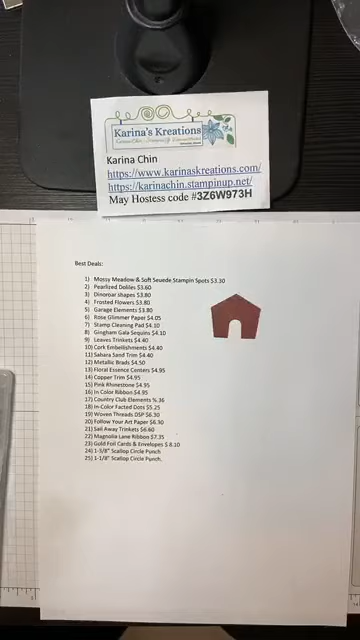 Karina's Kreations
Karina Chin
https://www.karinaskreations.com/
https://karinachin.stampinup.net/
May Hostess code #3Z6W973H
Best Deals:
1) Mossy Meadow & Soft Seuede Stampin Spots $3.30
2) Pearlized Doilies $3.60
3) Dinoroar shapes $3.80
4) Frosted Flowers $3.80
5) Garage Elements $3.80
6) Rose Glimmer Paper $4.05
7) Stamp Cleaning Pad $4.10
8) Gingham Gala Sequins $4.10
9) Leaves Trinkets $4.40
10) Cork Embellishments $4.40
11) Sahara Sand Trim $4.40
12) Metallic Brads $4.50
13) Floral Essence Centers $4.95
14) Copper Trim $4.95
15) Pink Rhinestone $4.95
16) In Color Ribbon $4.95
17) Country Club Elements %.36
18) In-Color Facted Dots $5.25
19) Woven Threads DSP $6.30
20) Follow Your Art Paper $6.30
21) Sail Away Trinkets $6.60
22) Magnolia Lane Ribbon $7.35
23) Gold Foil Cards & Envelopes $ 8.10
24) 1-5/8" Scallop Circle Punch
25) 1-1/8" Scallop Circle Punch.